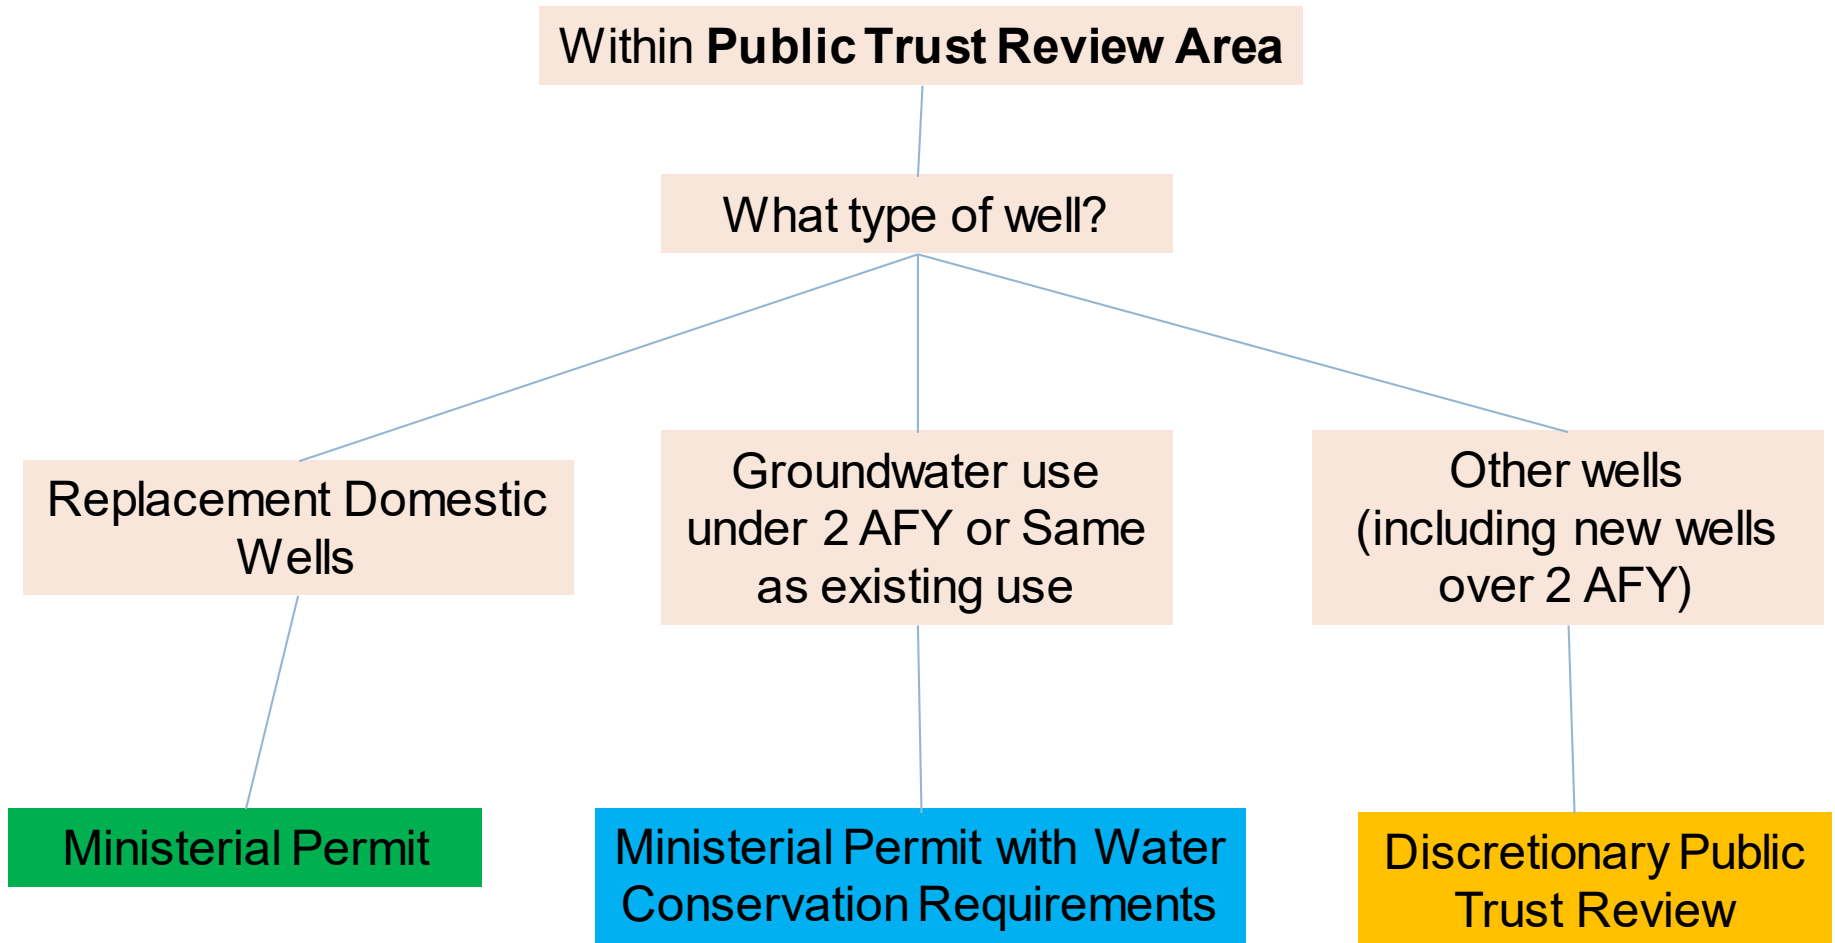 Within Public Trust Review Area
What type of well?
Replacement Domestic
Wells
Groundwater use
under 2 AFY or Same
as existing use
Other wells
(including new wells
over 2 AFY)
Ministerial Permit
Ministerial Permit with Water
Conservation Requirements
Discretionary Public
Trust Review